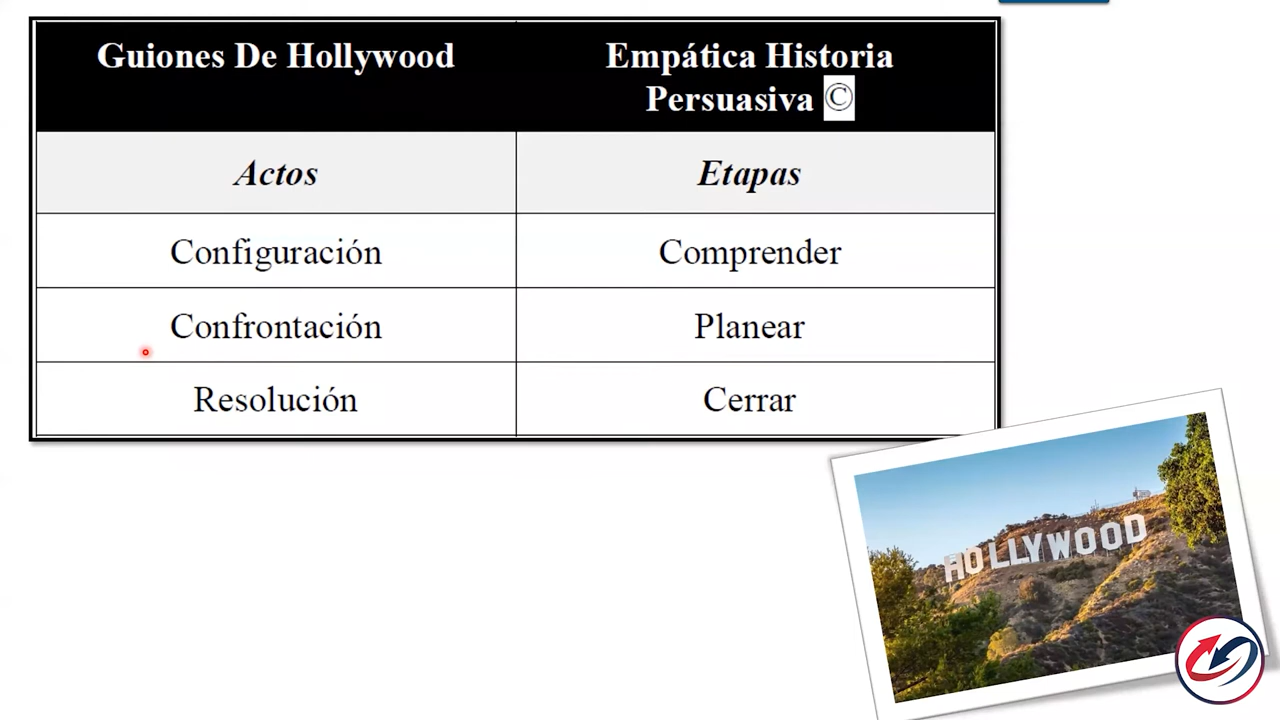 Guiones De Hollywood
Empática Historia
Persuasiva ©
Actos
Etapas
Configuración
Comprender
Confrontación
Planear
Resolución
Cerrar
HOLLYWOOD